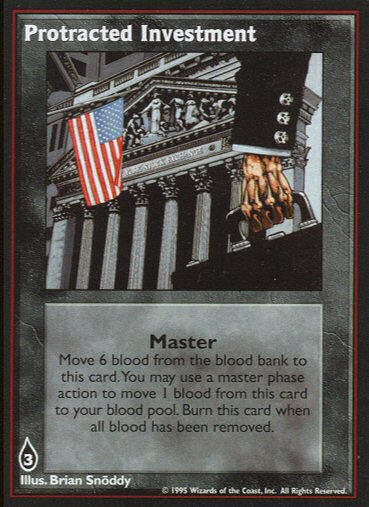 Protracted Investment
Master
Move 6 blood from the blood bank to
this card. You may use a master phase
action to move 1 blood from this card
to your blood pool. Burn this card when
all blood has been removed.
3
Illus. Brian Snōddy
© 1995 Wizards of the Coast, Inc. All Rights Reserved.